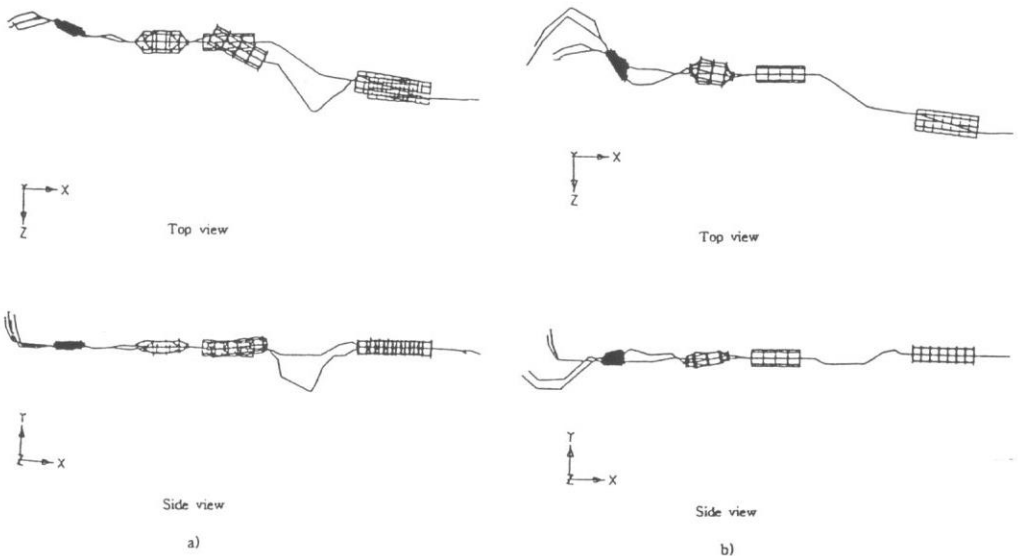 Y X
Z
Top view
Y X
Z
Top view
Y
Z X
Side view
a)
Y
Z X
Side view
b)